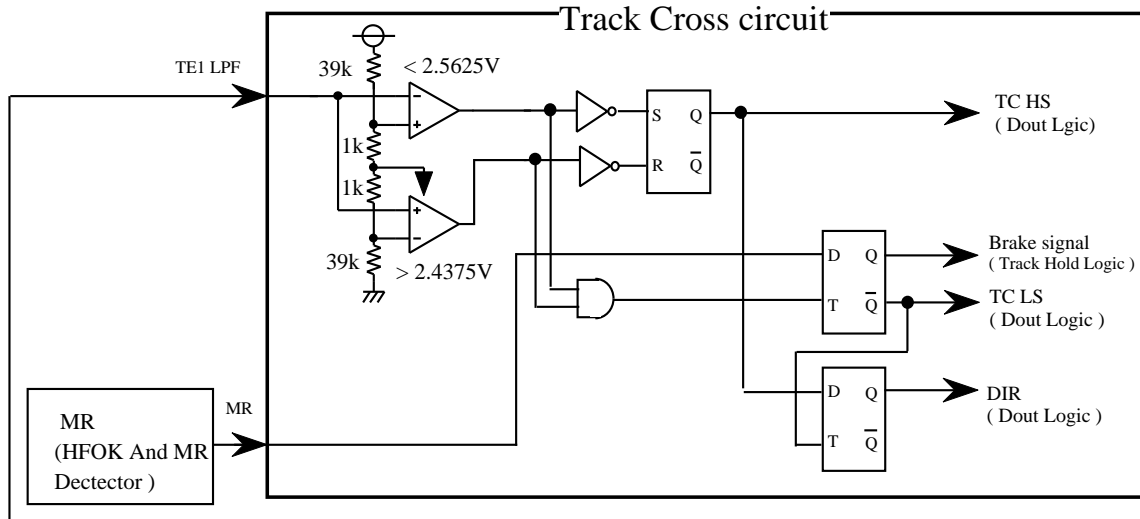 Track Cross circuit
TE1 LPF
39k
< 2.5625V
1k
1k
39k
> 2.4375V
S
Q
R
Q
TC HS
( Dout Lgic)
D
Q
T
Q
Brake signal
( Track Hold Logic )
TC LS
( Dout Logic )
D
Q
T
Q
DIR
( Dout Logic )
MR
(HFOK And MR
Dectector )
MR